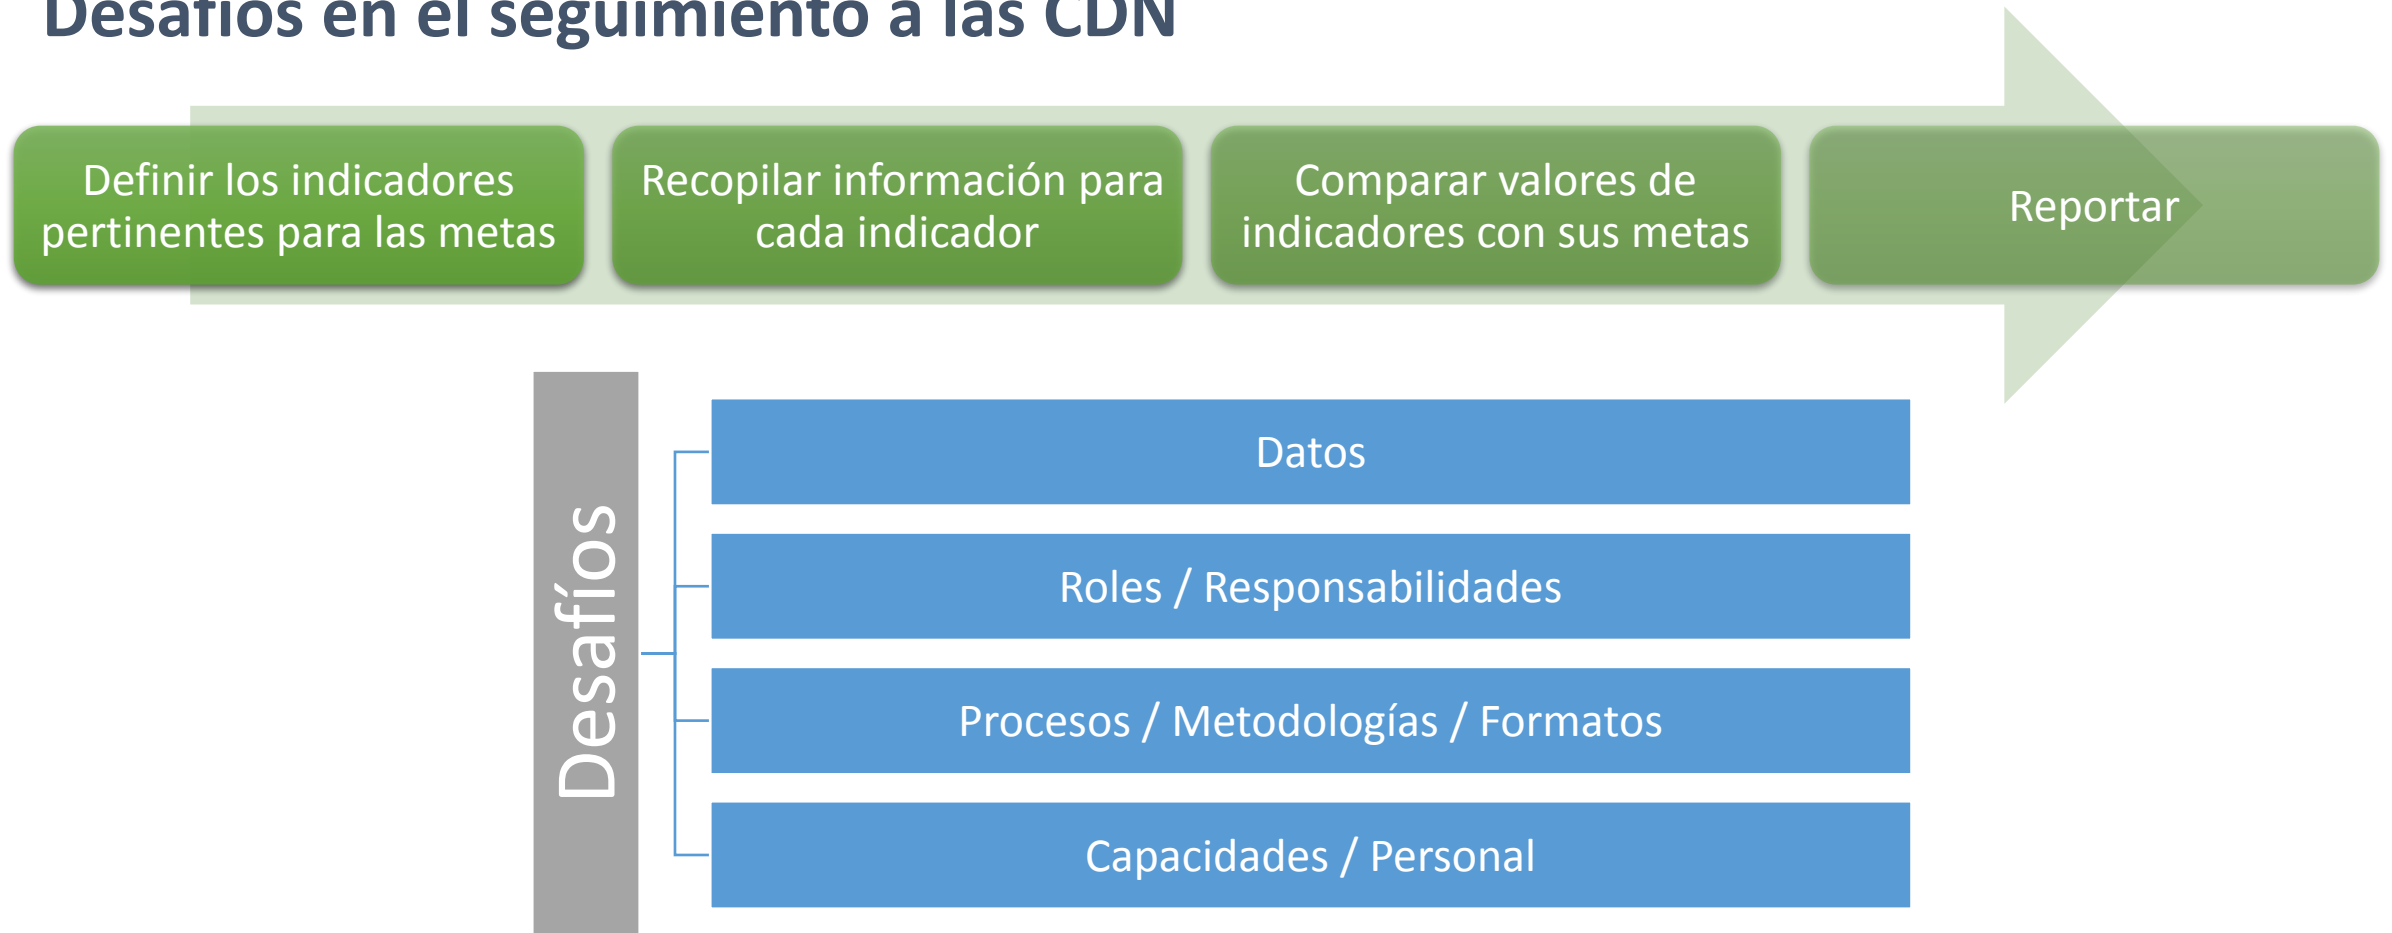 Desafíos en el seguimiento a las CDN
Definir los indicadores
pertinentes para las metas
Recopilar información para
cada indicador
Comparar valores de
indicadores con sus metas
Reportar
Desafíos
Datos
Roles / Responsabilidades
Procesos / Metodologías / Formatos
Capacidades / Personal